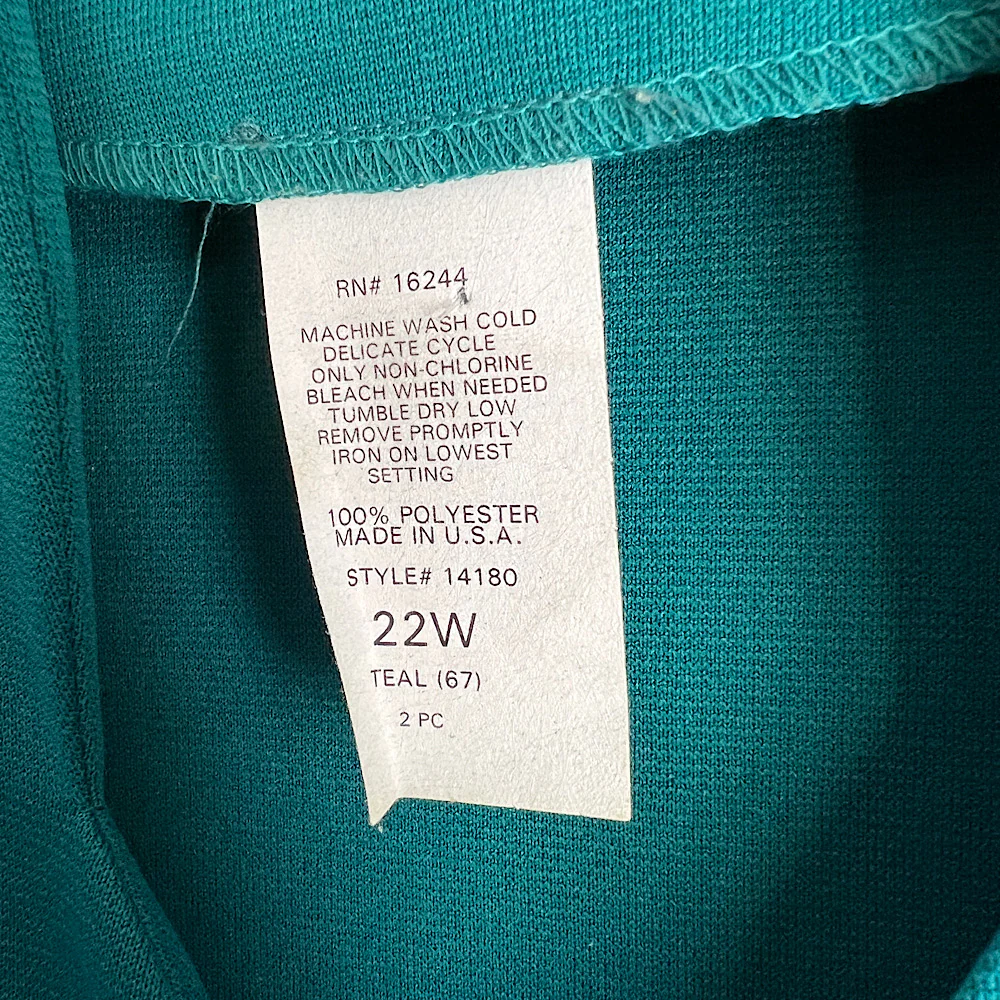 RN# 16244
MACHINE WASH COLD
DELICATE CYCLE
ONLY NON-CHLORINE
BLEACH WHEN NEEDED
TUMBLE DRY LOW
REMOVE PROMPTLY
IRON ON LOWEST
SETTING
100% POLYESTER
MADE IN U.S.A.
STYLE# 14180
22W
TEAL (67)
2 PC